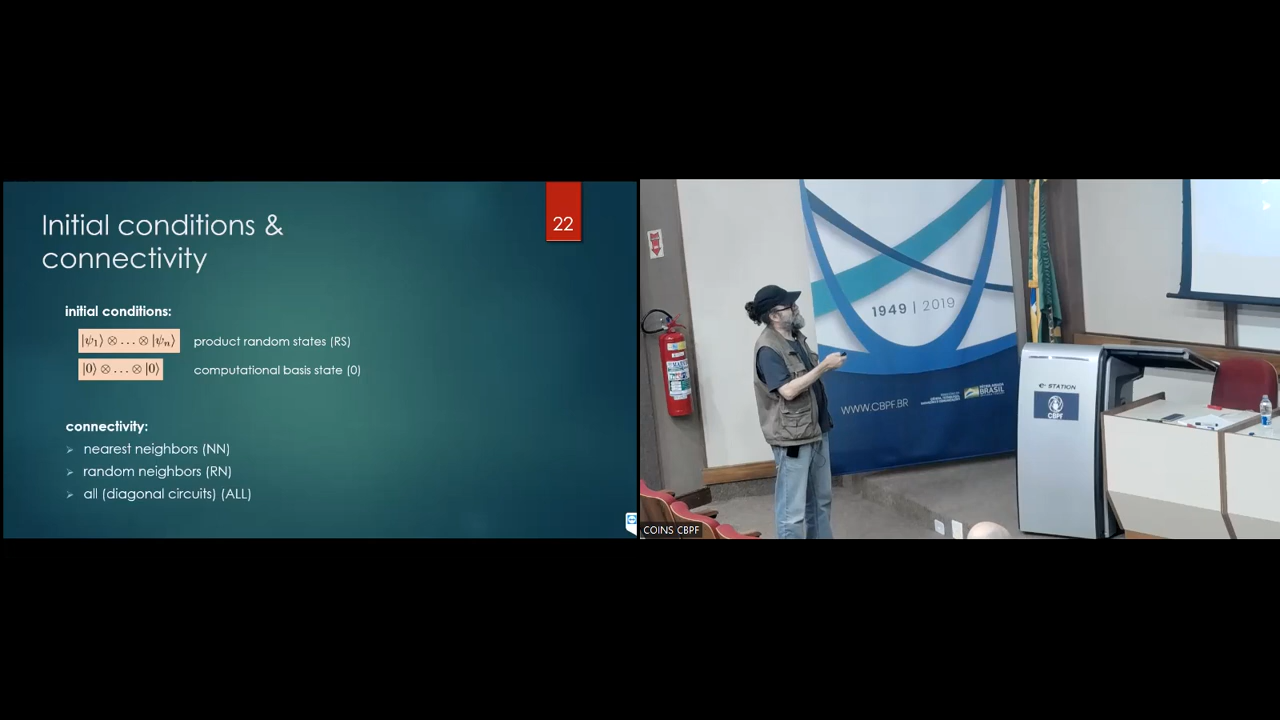 Initial conditions &
connectivity
22
initial conditions:
|ψ₁⟩ ⊗ … ⊗ |ψₙ⟩ product random states (RS)
|0⟩ ⊗ … ⊗ |0⟩ computational basis state (0)
connectivity:
➢ nearest neighbors (NN)
➢ random neighbors (RN)
➢ all (diagonal circuits) (ALL)
1949 | 2019
WWW.CBPF.BR
BRASIL
STATION
CBPF
COINS CBPF